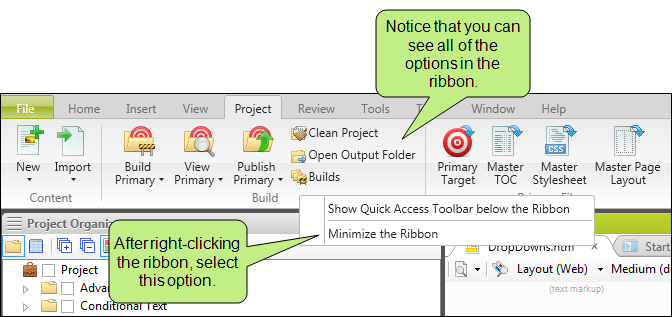 Notice that you can
see all of the
options in the
ribbon.
File Home Insert View Project Review Tools T Window Help
New Import
Content
Build Primary
View Primary
Publish Primary
Clean Project
Open Output Folder
Builds
Build
Primary Target
Master TOC
Master Stylesheet
CSS
Master Page Layout
Show Quick Access Toolbar below the Ribbon
Minimize the Ribbon
After right-clicking
the ribbon, select
this option.
Project Organiz
Project
Advan
Conditional Text
DropDowns.htm
Start
Layout (Web) Medium (d
(text markup)